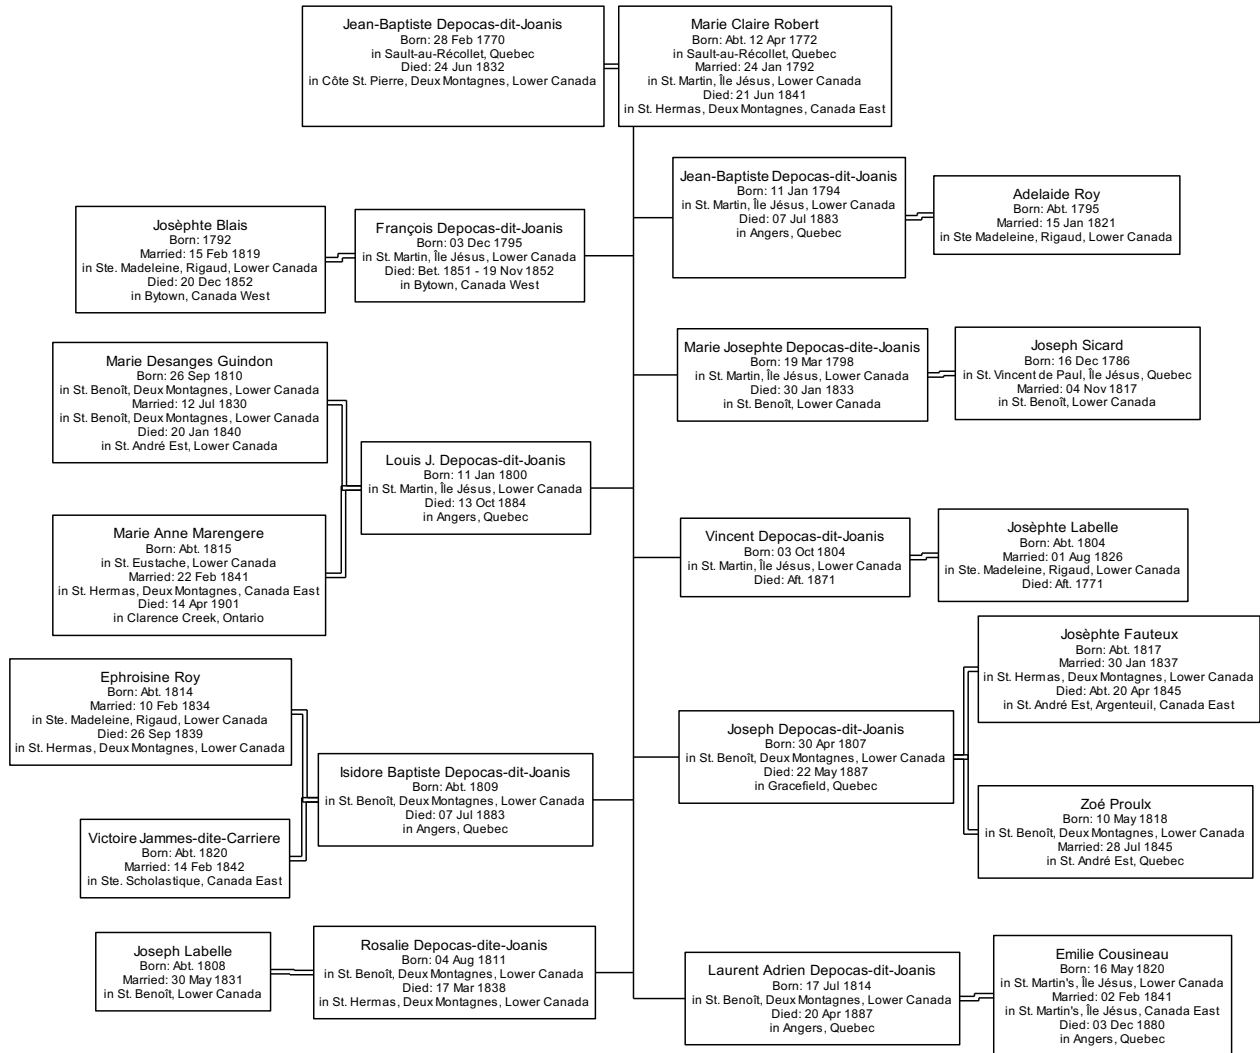 Jean-Baptiste Depocas-dit-Joanis
Born: 28 Feb 1770
in Sault-au-Récollet, Quebec
Died: 24 Jun 1832
in Côte St. Pierre, Deux Montagnes, Lower Canada
Marie Claire Robert
Born: Abt. 12 Apr 1772
in Sault-au-Récollet, Quebec
Married: 24 Jan 1792
in St. Martin, Île Jésus, Lower Canada
Died: 21 Jun 1841
in St. Hermas, Deux Montagnes, Canada East
Jean-Baptiste Depocas-dit-Joanis
Born: 11 Jan 1794
in St. Martin, Île Jésus, Lower Canada
Died: 07 Jul 1883
in Angers, Quebec
Adelaide Roy
Born: Abt. 1795
Married: 15 Jan 1821
in Ste Madeleine, Rigaud, Lower Canada
Josèphte Blais
Born: 1792
Married: 15 Feb 1819
in Ste. Madeleine, Rigaud, Lower Canada
Died: 20 Dec 1852
in Bytown, Canada West
François Depocas-dit-Joanis
Born: 03 Dec 1795
in St. Martin, Île Jésus, Lower Canada
Died: Bet. 1851 - 19 Nov 1852
in Bytown, Canada West
Marie Josephte Depocas-dite-Joanis
Born: 19 Mar 1798
in St. Martin, Île Jésus, Lower Canada
Died: 30 Jan 1833
in St. Benoît, Lower Canada
Joseph Sicard
Born: 16 Dec 1786
in St. Vincent de Paul, Île Jésus, Quebec
Married: 04 Nov 1817
in St. Benoît, Lower Canada
Marie Desanges Guindon
Born: 26 Sep 1810
in St. Benoît, Deux Montagnes, Lower Canada
Married: 12 Jul 1830
in St. Benoît, Deux Montagnes, Lower Canada
Died: 20 Jan 1840
in St. André Est, Lower Canada
Louis J. Depocas-dit-Joanis
Born: 11 Jan 1800
in St. Martin, Île Jésus, Lower Canada
Died: 13 Oct 1884
in Angers, Quebec
Marie Anne Marengere
Born: Abt. 1815
in St. Eustache, Lower Canada
Married: 22 Feb 1841
in St. Hermas, Deux Montagnes, Canada East
Died: 14 Apr 1901
in Clarence Creek, Ontario
Vincent Depocas-dit-Joanis
Born: 03 Oct 1804
in St. Martin, Île Jésus, Lower Canada
Died: Aft. 1871
Josèphte Labelle
Born: Abt. 1804
Married: 01 Aug 1826
in Ste. Madeleine, Rigaud, Lower Canada
Died: Aft. 1771
Ephroisine Roy
Born: Abt. 1814
Married: 10 Feb 1834
in Ste. Madeleine, Rigaud, Lower Canada
Died: 26 Sep 1839
in St. Hermas, Deux Montagnes, Lower Canada
Isidore Baptiste Depocas-dit-Joanis
Born: Abt. 1809
in St. Benoît, Deux Montagnes, Lower Canada
Died: 07 Jul 1883
in Angers, Quebec
Victoire Jammes-dite-Carriere
Born: Abt. 1820
Married: 14 Feb 1842
in Ste. Scholastique, Canada East
Joseph Depocas-dit-Joanis
Born: 30 Apr 1807
in St. Benoît, Deux Montagnes, Lower Canada
Died: 22 May 1887
in Gracefield, Quebec
Josèphte Fauteux
Born: Abt. 1817
Married: 30 Jan 1837
in St. Hermas, Deux Montagnes, Lower Canada
Died: Abt. 20 Apr 1845
in St. André Est, Argenteuil, Canada East
Zoé Proulx
Born: 10 May 1818
in St. Benoît, Deux Montagnes, Lower Canada
Married: 28 Jul 1845
in St. André Est, Quebec
Joseph Labelle
Born: Abt. 1808
Married: 30 May 1831
in St. Benoît, Lower Canada
Rosalie Depocas-dite-Joanis
Born: 04 Aug 1811
in St. Benoît, Deux Montagnes, Lower Canada
Died: 17 Mar 1838
in St. Hermas, Deux Montagnes, Lower Canada
Laurent Adrien Depocas-dit-Joanis
Born: 17 Jul 1814
in St. Benoît, Deux Montagnes, Lower Canada
Died: 20 Apr 1887
in Angers, Quebec
Emilie Cousineau
Born: 16 May 1820
in St. Martin's, Île Jésus, Lower Canada
Married: 02 Feb 1841
in St. Martin's, Île Jésus, Canada East
Died: 03 Dec 1880
in Angers, Quebec